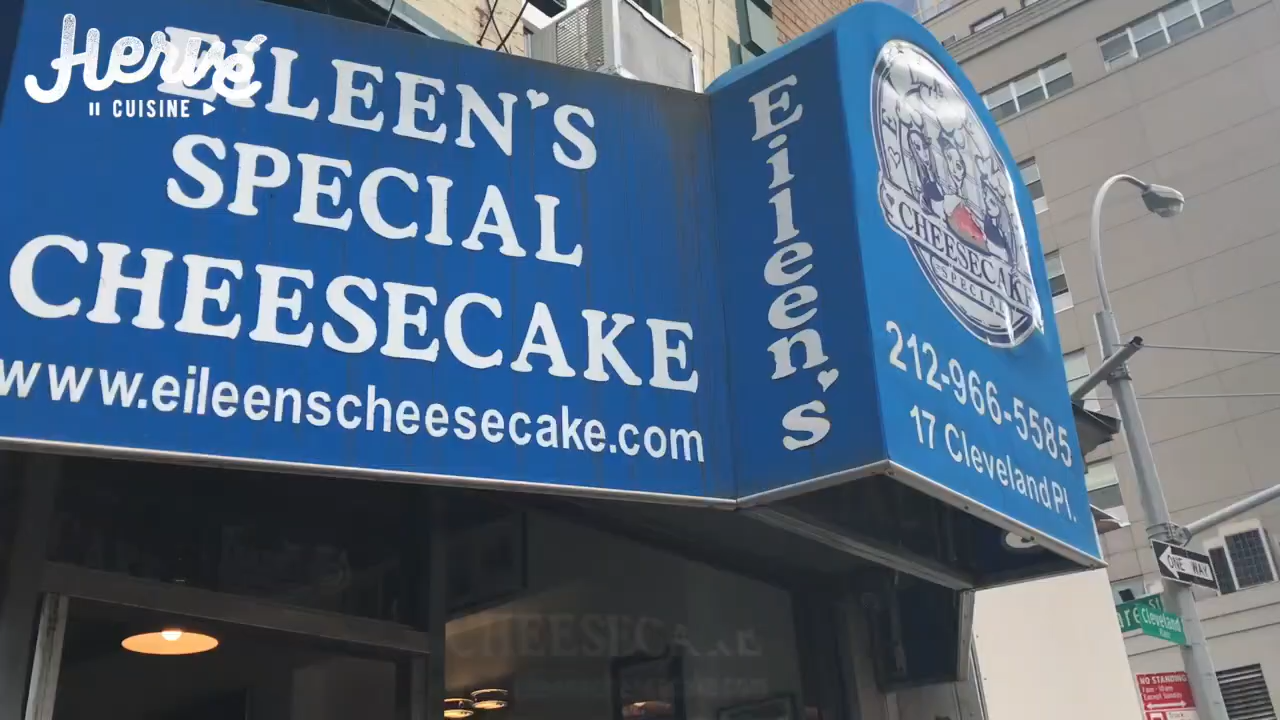 Hervé
CUISINE
EILEEN'S
SPECIAL
CHEESECAKE
www.eileenscheesecake.com
Eileen's
CHEESECAKE
SPECIAL
212-966-5585
17 Cleveland Pl.
CHEESECAKE
ONE WAY
Cleveland
NO STANDING